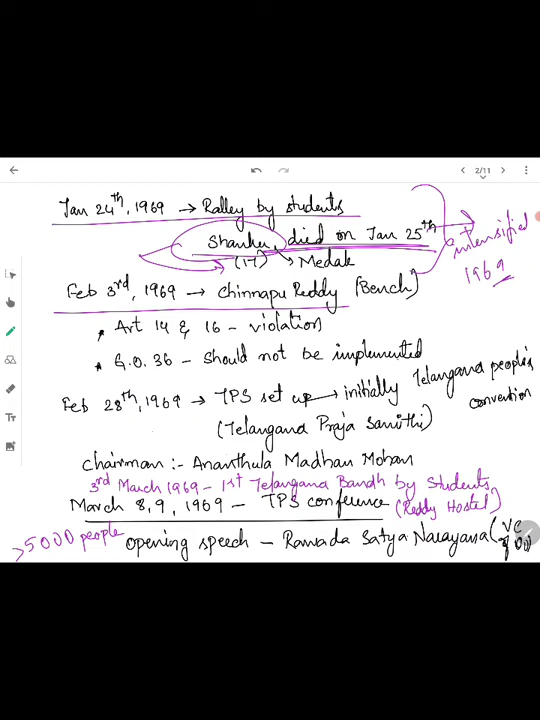 2/11
Jan 24th, 1969 → Ralley by students
Shanku, died on Jan 25th
intensified
1969
(17) → Medak
Feb 3rd, 1969 → Chinnapu Reddy (Bench)
* Art 14 & 16 - violation
* G.O. 36 - should not be implemented
Feb 28th, 1969 → TPS set up → initially Telangana people's convention
(Telangana Praja Samithi)
chairman :- Ananthula Madhan Mohan
3rd March 1969 - 1st Telangana Bandh by Students
March 8,9, 1969 - TPS conference (Reddy Hostel)
>5000 people
opening speech - Ravada Satya Narayana (VC
Tт